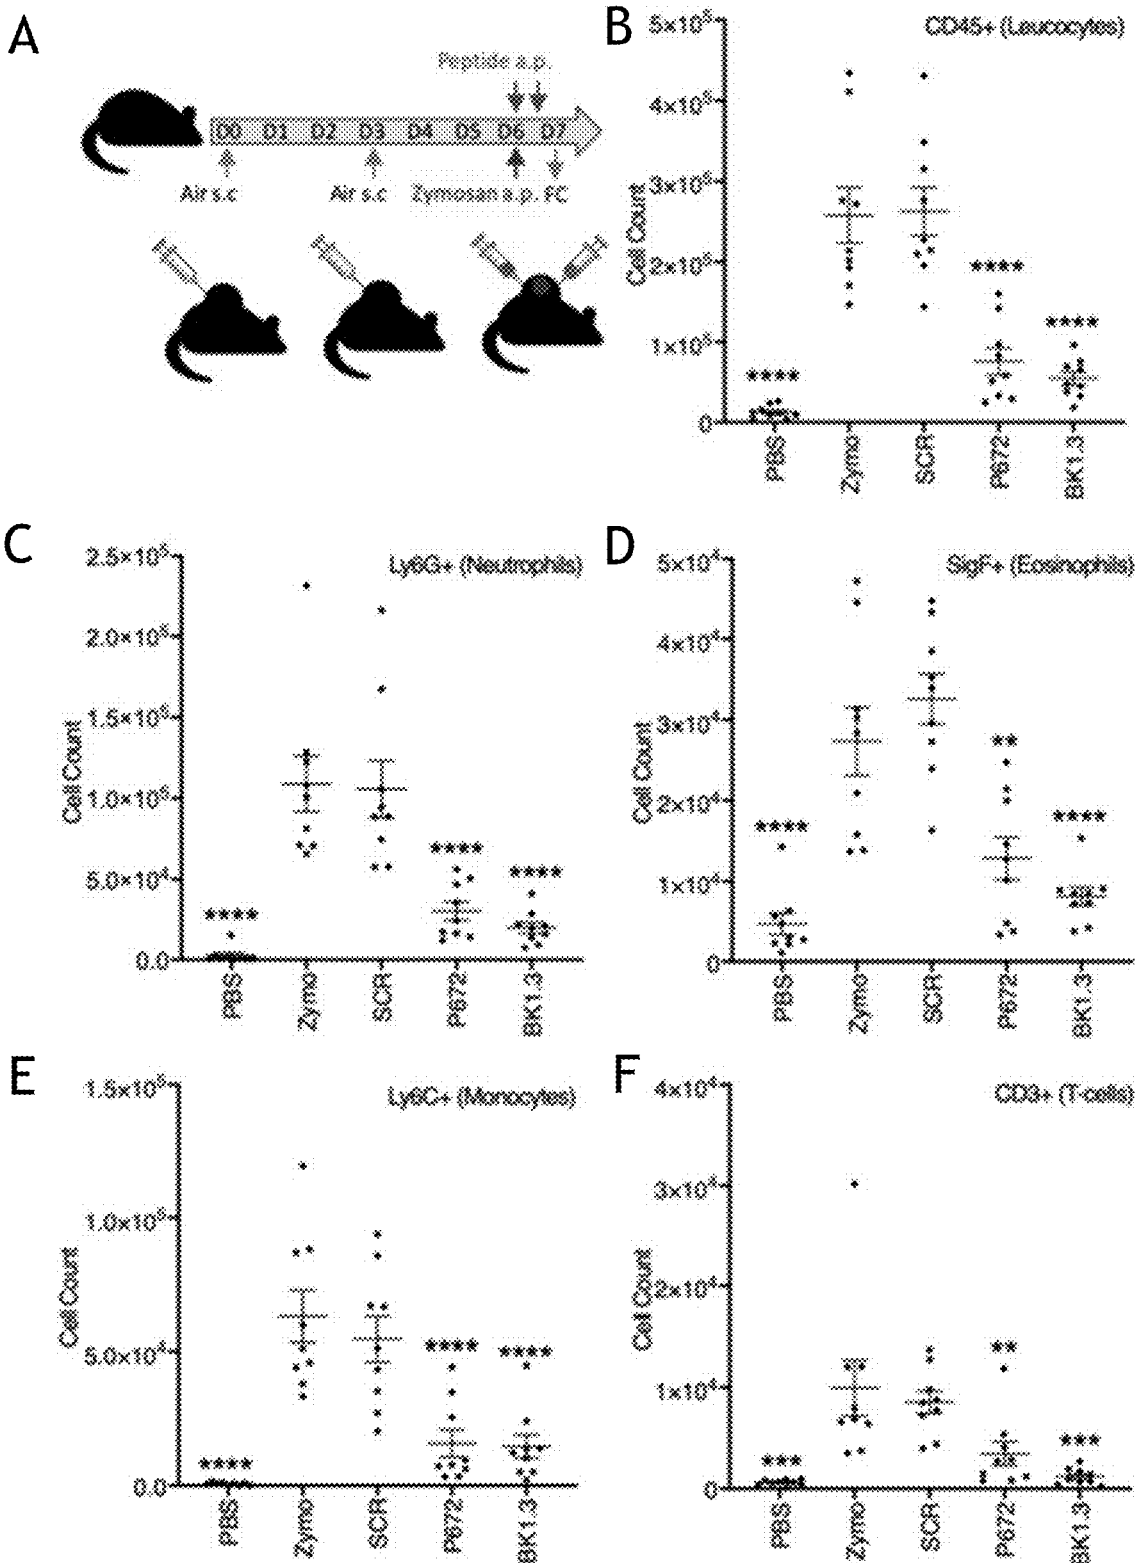 A
Peptide a.p.
D0 D1 D2 D3 D4 D5 D6 D7
Air s.c Air s.c Zymosan a.p. FC
B
CD45+ (Leucocytes)
Cell Count
5×10⁵
4×10⁵
3×10⁵
2×10⁵
1×10⁵
0
****
****
****
PBS Zymo SCR P672 BK1.3
C
Ly6G+ (Neutrophils)
Cell Count
2.5×10⁵
2.0×10⁵
1.5×10⁵
1.0×10⁵
5.0×10⁴
0.0
****
****
****
PBS Zymo SCR P672 BK1.3
D
SigF+ (Eosinophils)
Cell Count
5×10⁴
4×10⁴
3×10⁴
2×10⁴
1×10⁴
0
****
**
****
PBS Zymo SCR P672 BK1.3
E
Ly6C+ (Monocytes)
Cell Count
1.5×10⁵
1.0×10⁵
5.0×10⁴
0.0
****
****
****
PBS Zymo SCR P672 BK1.3
F
CD3+ (T-cells)
Cell Count
4×10⁴
3×10⁴
2×10⁴
1×10⁴
0
***
**
***
PBS Zymo SCR P672 BK1.3